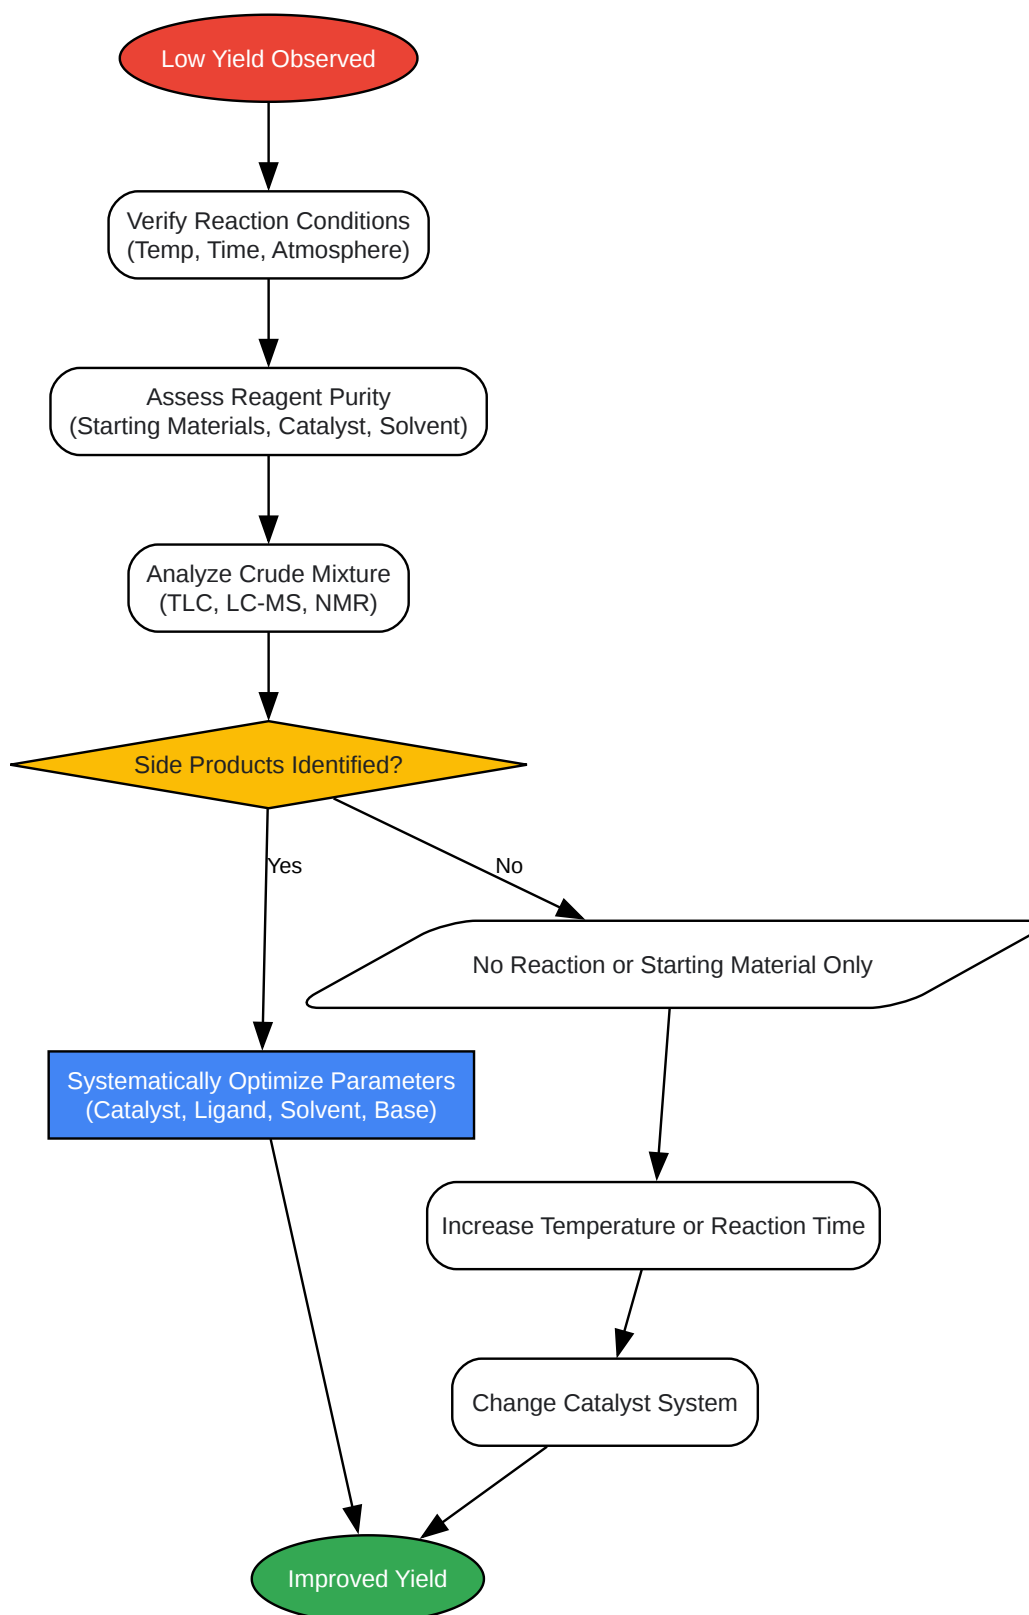 Low Yield Observed
Verify Reaction Conditions
(Temp, Time, Atmosphere)
Assess Reagent Purity
(Starting Materials, Catalyst, Solvent)
Analyze Crude Mixture
(TLC, LC-MS, NMR)
Side Products Identified?
Yes
No
No Reaction or Starting Material Only
Systematically Optimize Parameters
(Catalyst, Ligand, Solvent, Base)
Increase Temperature or Reaction Time
Change Catalyst System
Improved Yield